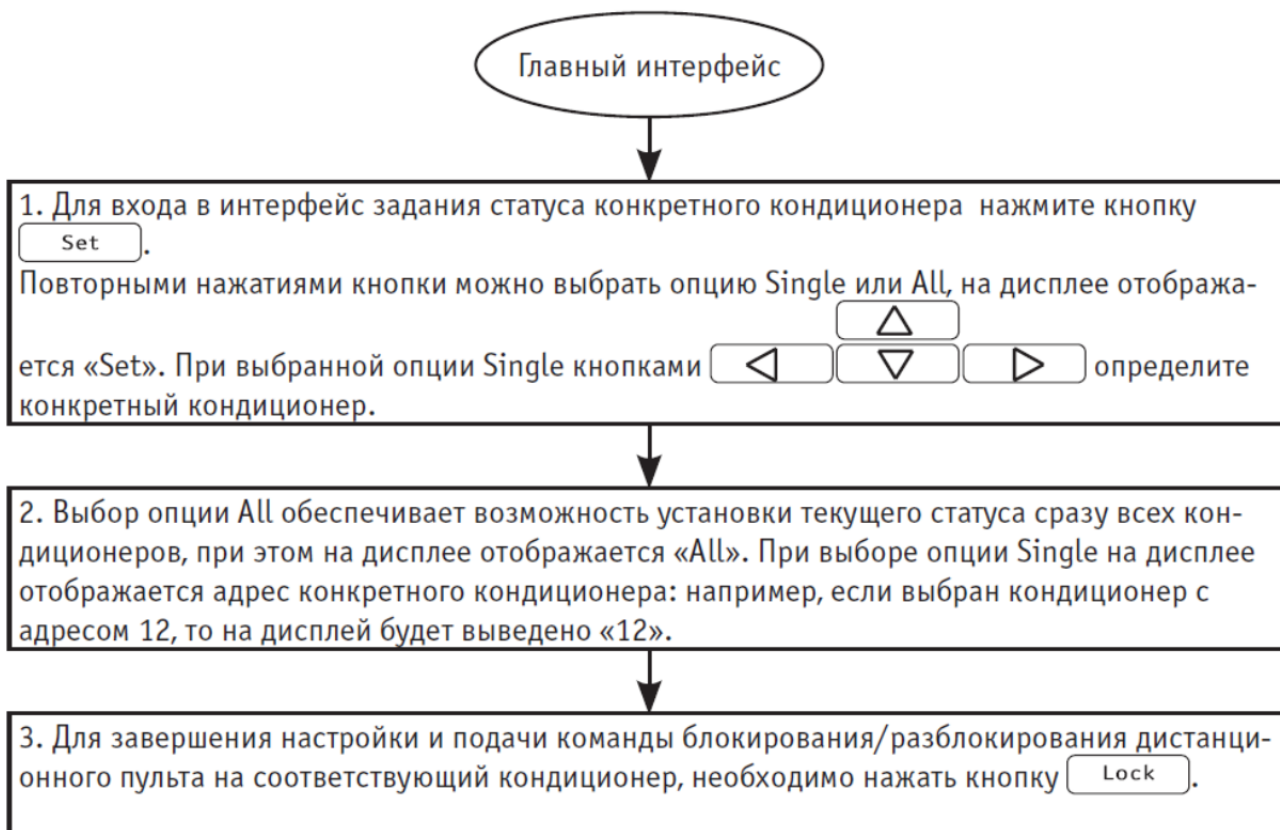 Главный интерфейс
1. Для входа в интерфейс задания статуса конкретного кондиционера нажмите кнопку
Set .
Повторными нажатиями кнопки можно выбрать опцию Single или All, на дисплее отобража-
ется «Set». При выбранной опции Single кнопками определите
конкретный кондиционер.
2. Выбор опции All обеспечивает возможность установки текущего статуса сразу всех кон-
диционеров, при этом на дисплее отображается «All». При выборе опции Single на дисплее
отображается адрес конкретного кондиционера: например, если выбран кондиционер с
адресом 12, то на дисплей будет выведено «12».
3. Для завершения настройки и подачи команды блокирования/разблокирования дистанци-
онного пульта на соответствующий кондиционер, необходимо нажать кнопку Lock .